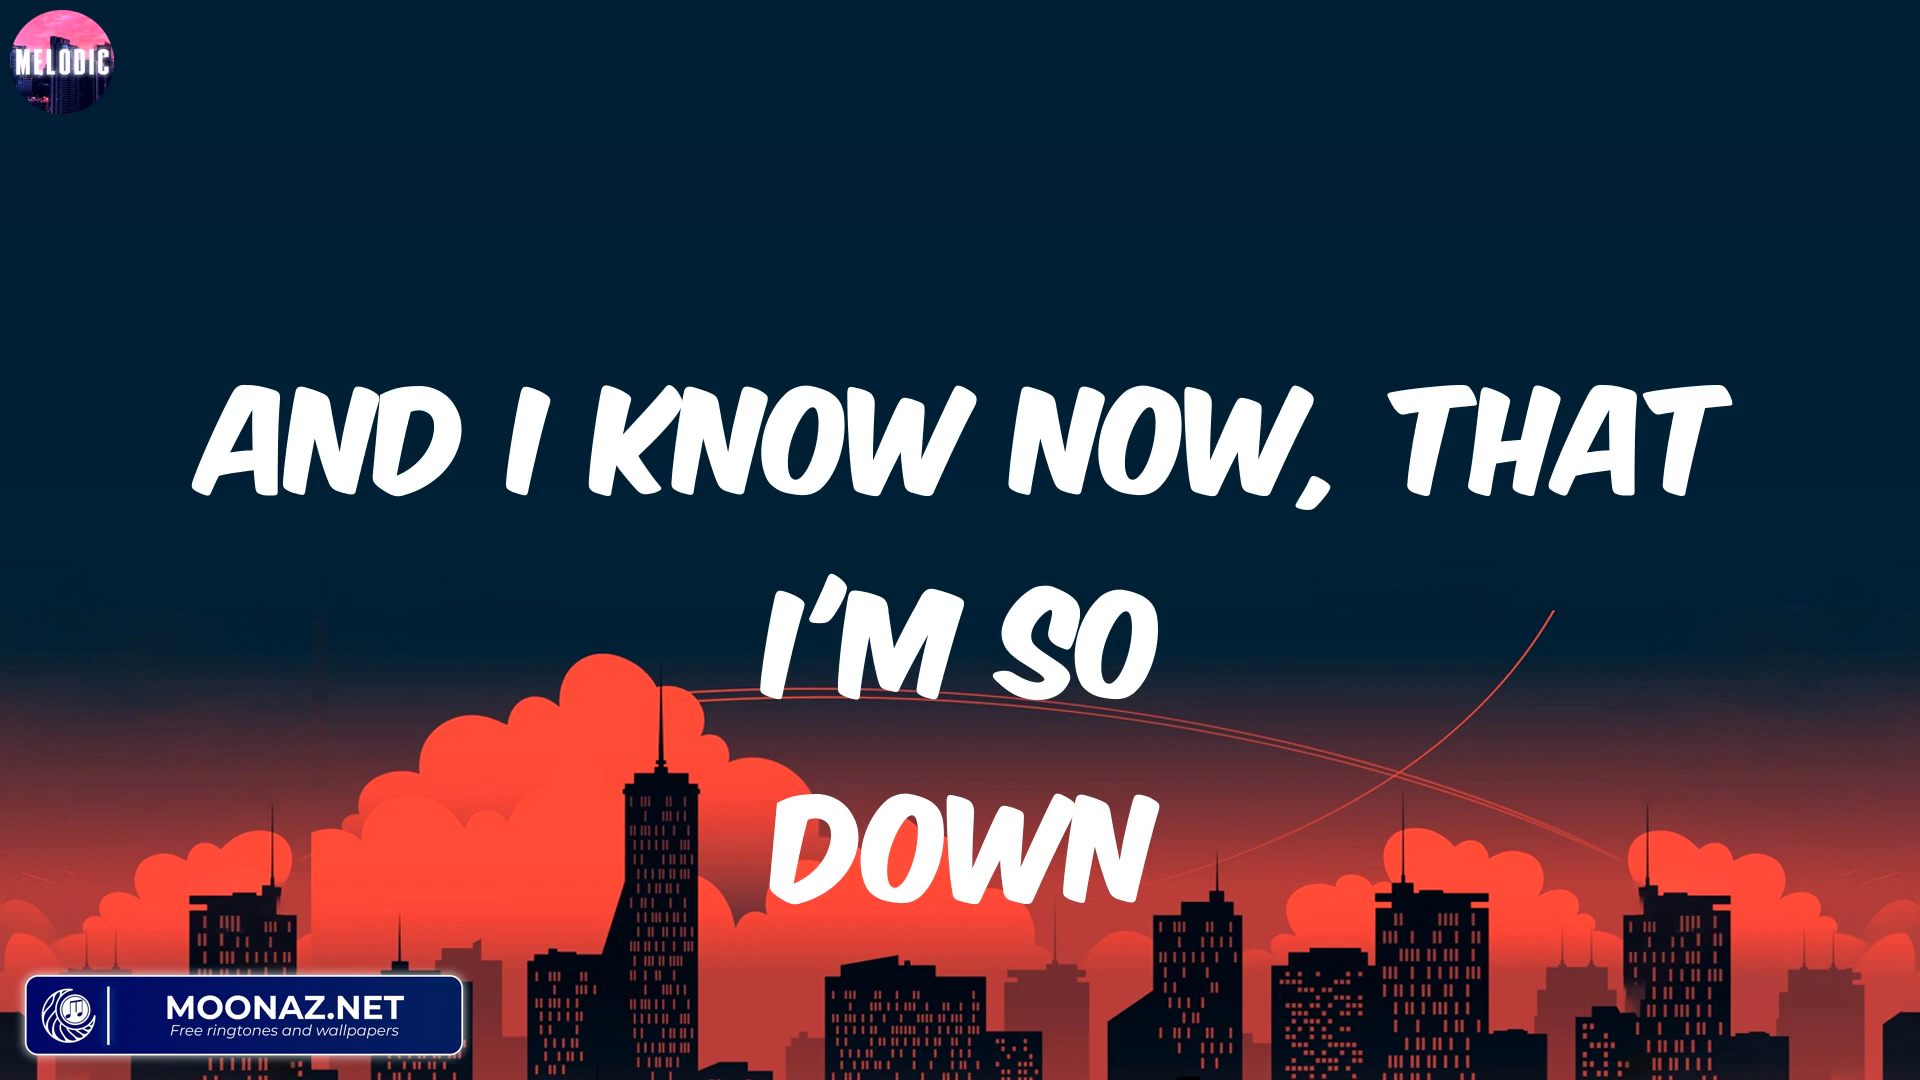 MELODIC
AND I KNOW NOW, THAT
I'M SO
DOWN
MOONAZ.NET
Free ringtones and wallpapers